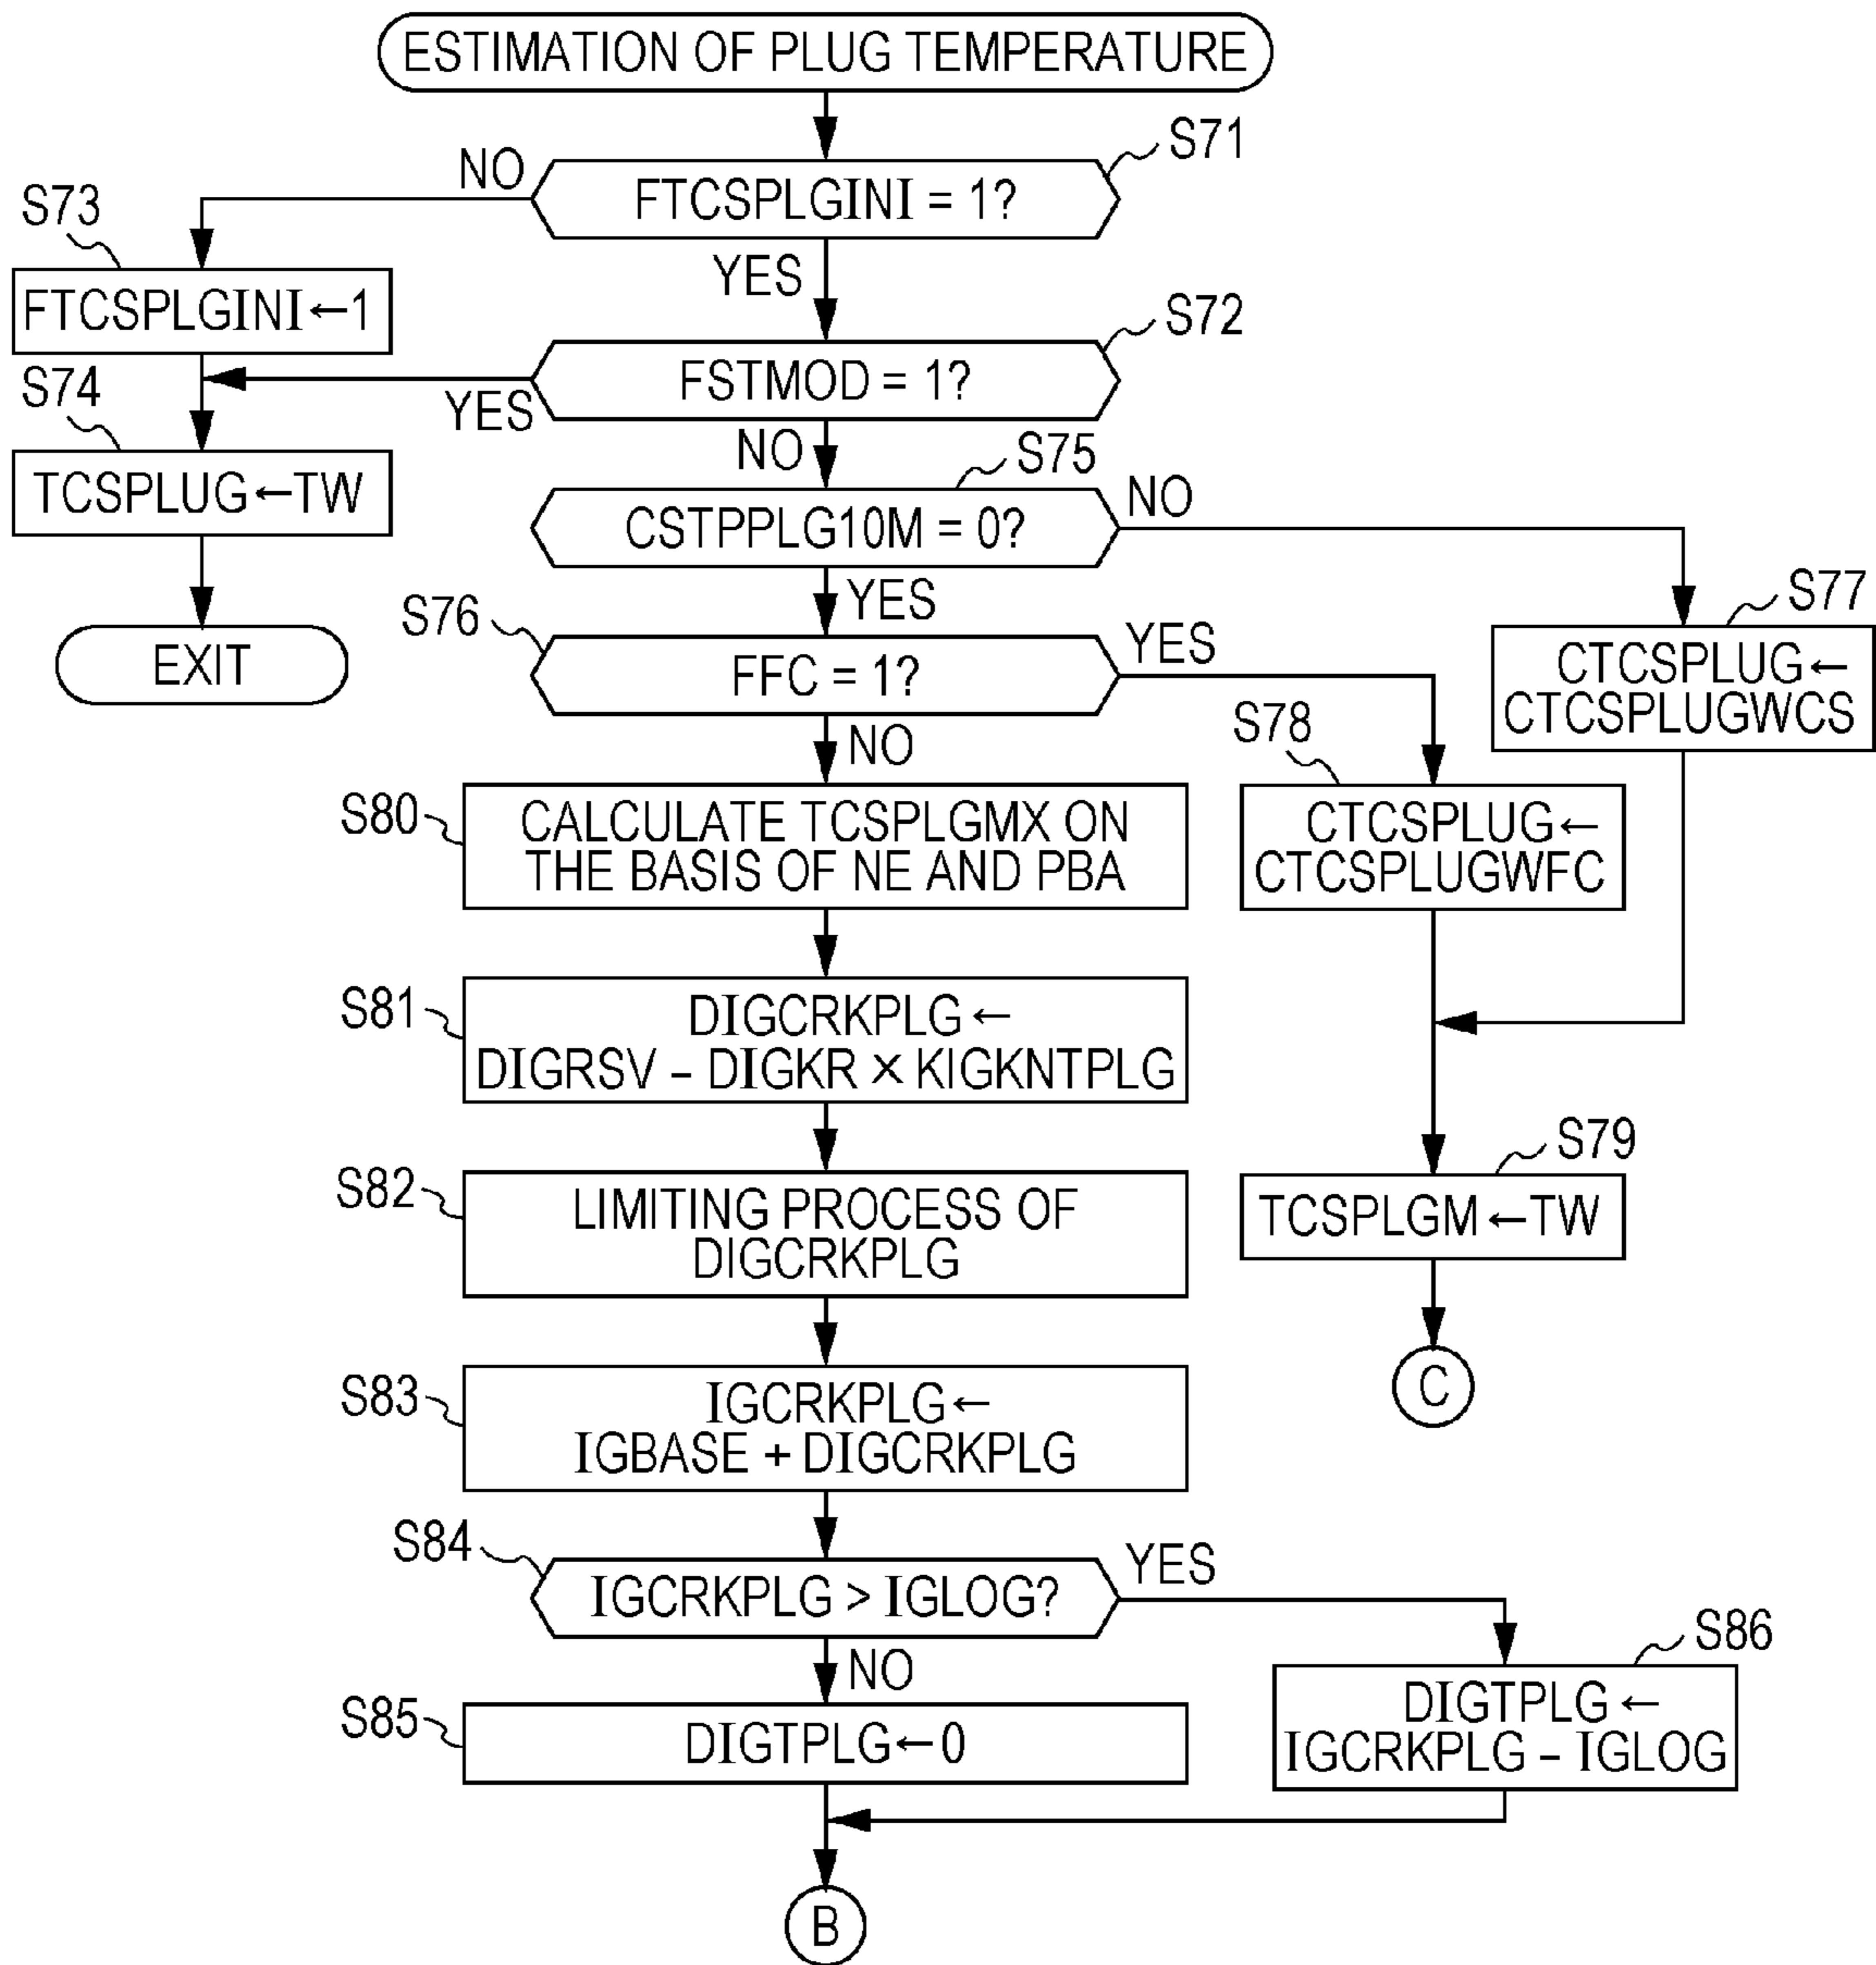 ESTIMATION OF PLUG TEMPERATURE
S71
NO
FTCSPLGINI = 1?
S73
YES
FTCSPLGINI←1
S72
FSTMOD = 1?
S74
YES
NO
S75
TCSPLUG←TW
NO
CSTPPLG10M = 0?
EXIT
S76
YES
YES
S77
FFC = 1?
CTCSPLUG←
CTCSPLUGWCS
S78
NO
S80
CALCULATE TCSPLGMX ON
THE BASIS OF NE AND PBA
CTCSPLUG←
CTCSPLUGWFC
S81
DIGCRKPLG←
DIGRSV – DIGKR × KIGKNTPLG
S79
S82
LIMITING PROCESS OF
DIGCRKPLG
TCSPLGM←TW
S83
IGCRKPLG←
IGBASE + DIGCRKPLG
C
S84
YES
IGCRKPLG > IGLOG?
S86
NO
S85
DIGTPLG←0
DIGTPLG←
IGCRKPLG – IGLOG
B